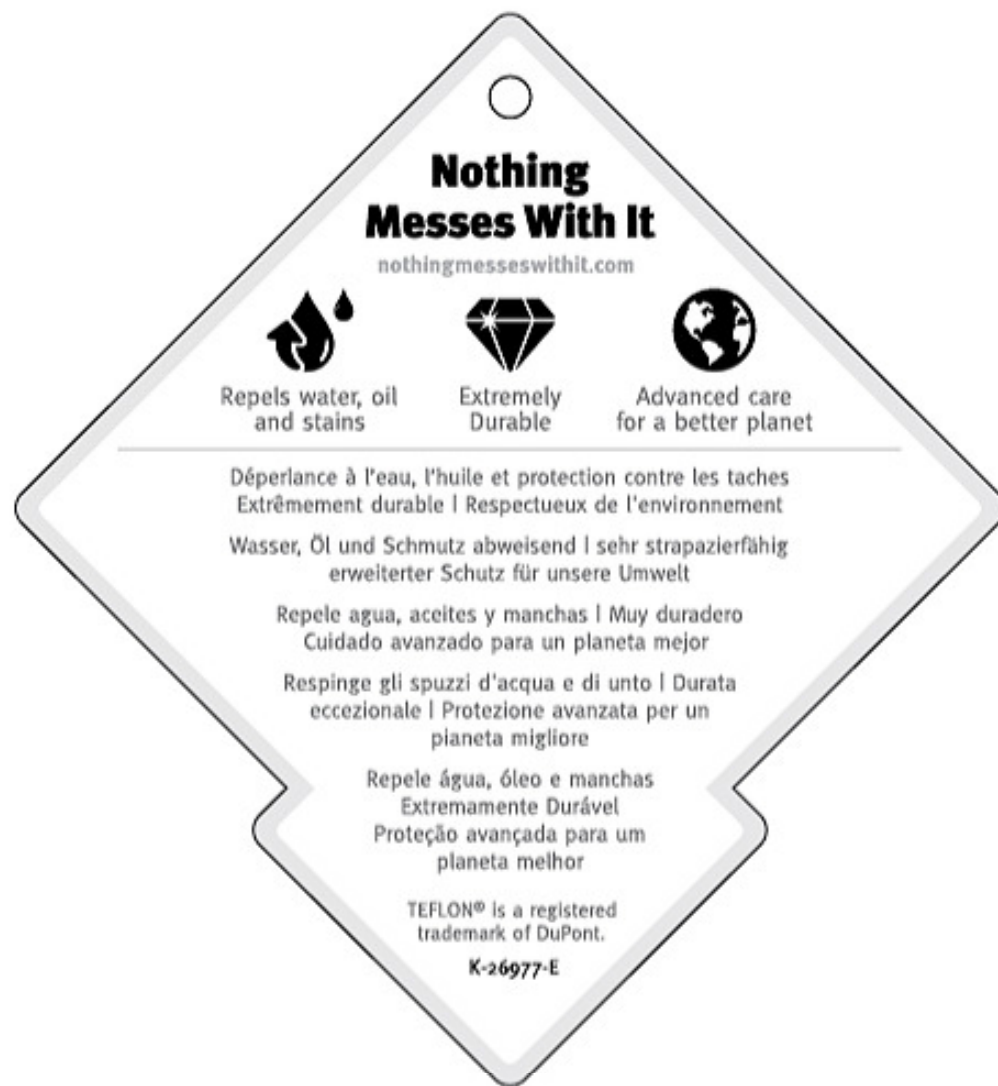 Nothing
Messes With It
nothingmesseswithit.com
Repels water, oil
and stains
Extremely
Durable
Advanced care
for a better planet
Déperlance à l'eau, l'huile et protection contre les taches
Extrêmement durable | Respectueux de l'environnement
Wasser, Öl und Schmutz abweisend | sehr strapazierfähig
erweiterter Schutz für unsere Umwelt
Repele agua, aceites y manchas | Muy duradero
Cuidado avanzado para un planeta mejor
Respinge gli spuzzi d'acqua e di unto | Durata
eccezionale | Protezione avanzata per un
pianeta migliore
Repele água, óleo e manchas
Extremamente Durável
Proteção avançada para um
planeta melhor
TEFLON® is a registered
trademark of DuPont.
K-26977-E